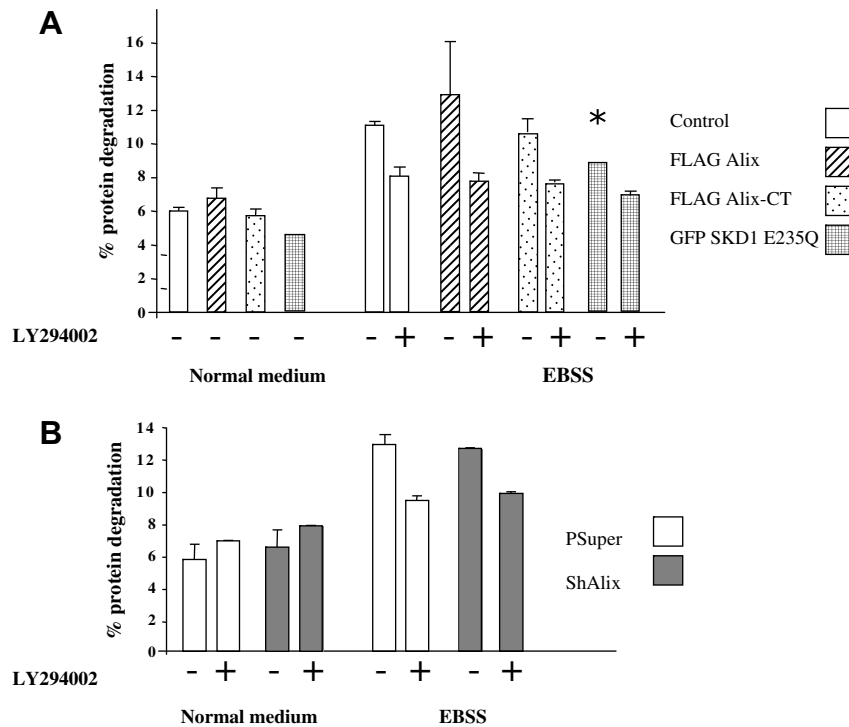 A
% protein degradation
16
14
12
10
8
6
4
2
0
*
Control
FLAG Alix
FLAG Alix-CT
GFP SKD1 E235Q
LY294002 - - - - - + - + - + - +
Normal medium EBSS
B
% protein degradation
14
12
10
8
6
4
2
0
PSuper
ShAlix
LY294002 - + - + - + - +
Normal medium EBSS